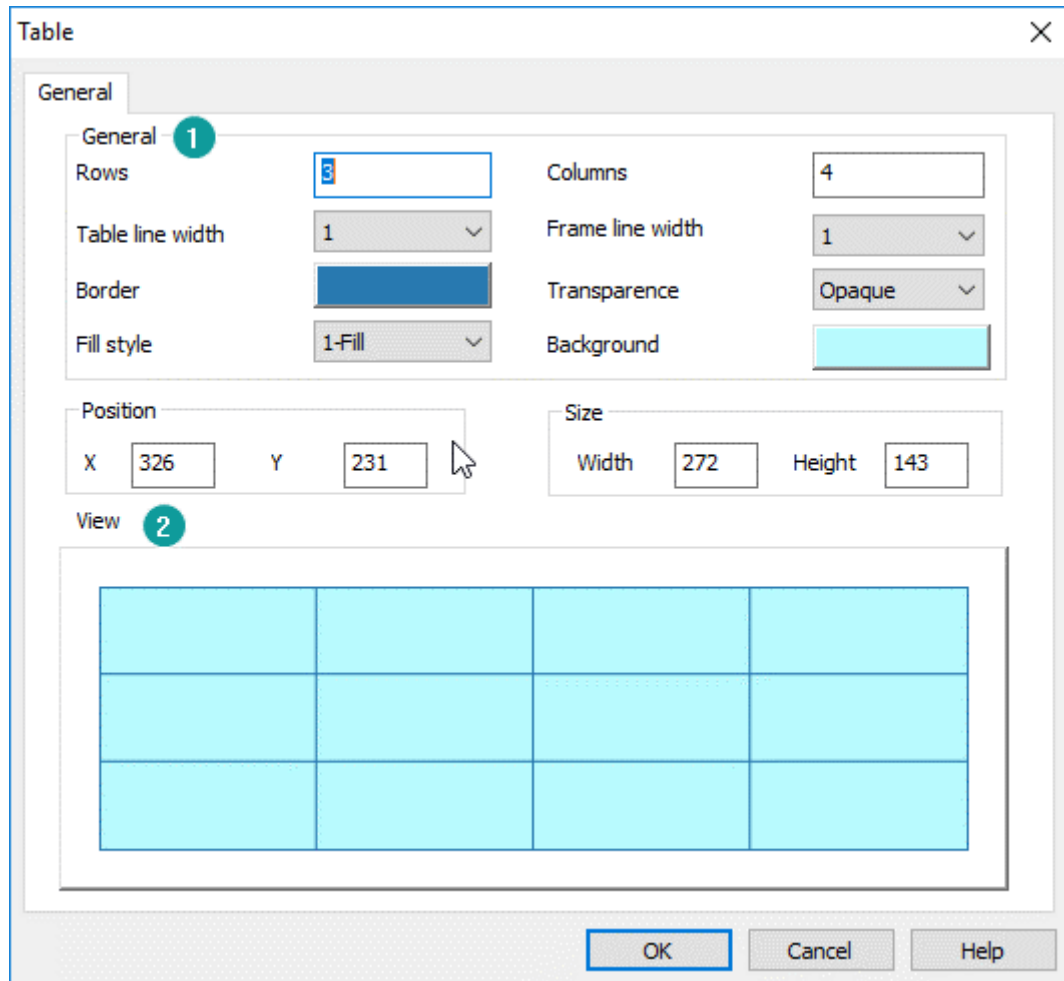 Table
General
General 1
Rows 3 Columns 4
Table line width 1 Frame line width 1
Border Transparence Opaque
Fill style 1-Fill Background
Position Size
X 326 Y 231 Width 272 Height 143
View 2
OK Cancel Help